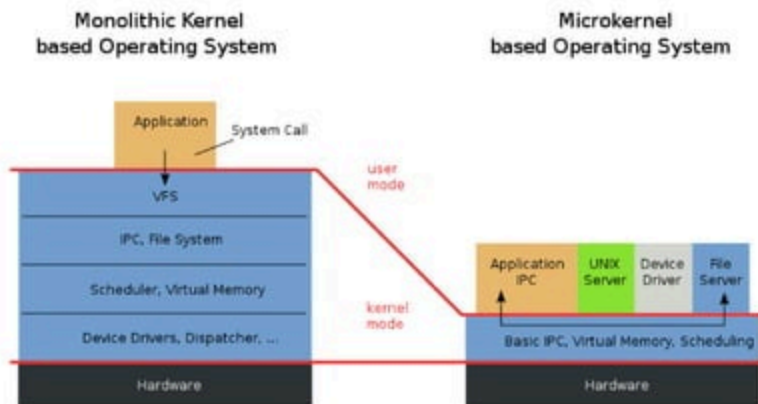 Monolithic Kernel
based Operating System
Microkernel
based Operating System
Application
System Call
user
mode
VFS
IPC, File System
Application
IPC
UNIX
Server
Device
Driver
File
Server
Scheduler, Virtual Memory
kernel
mode
Device Drivers, Dispatcher, ...
Basic IPC, Virtual Memory, Scheduling
Hardware
Hardware